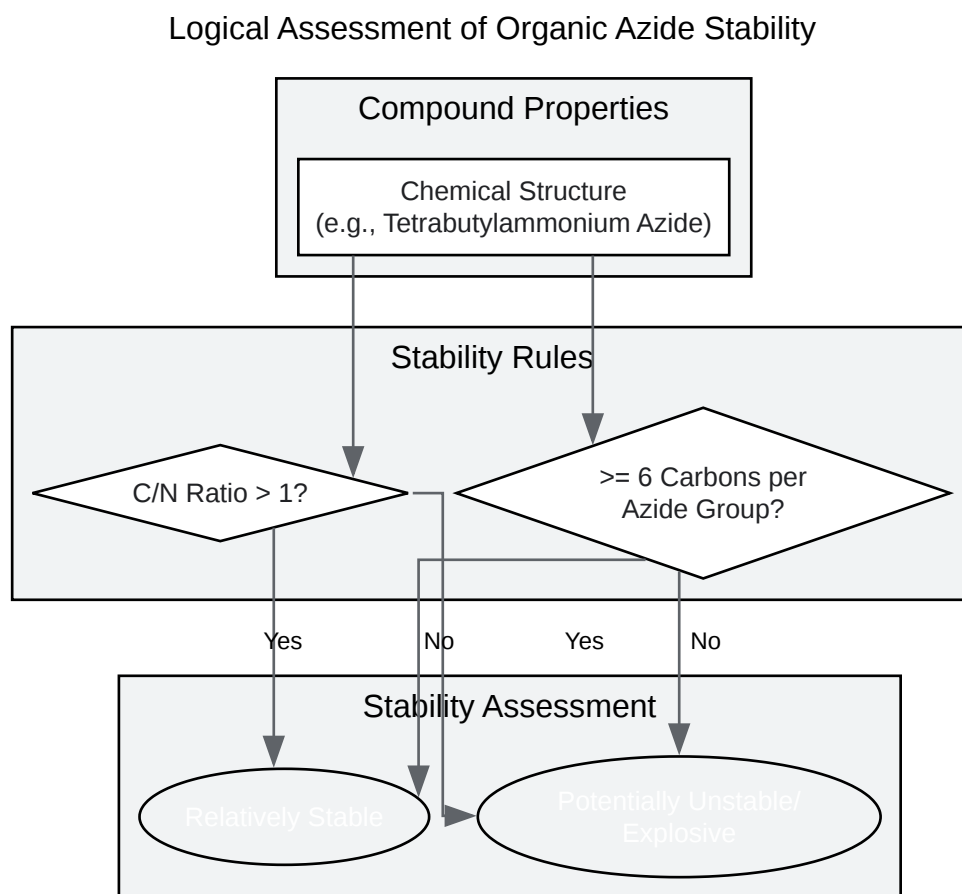 Logical Assessment of Organic Azide Stability
Compound Properties
Chemical Structure
(e.g., Tetrabutylammonium Azide)
Stability Rules
C/N Ratio > 1?
>= 6 Carbons per
Azide Group?
Yes
No
Yes
No
Stability Assessment
Relatively Stable
Potentially Unstable/
Explosive